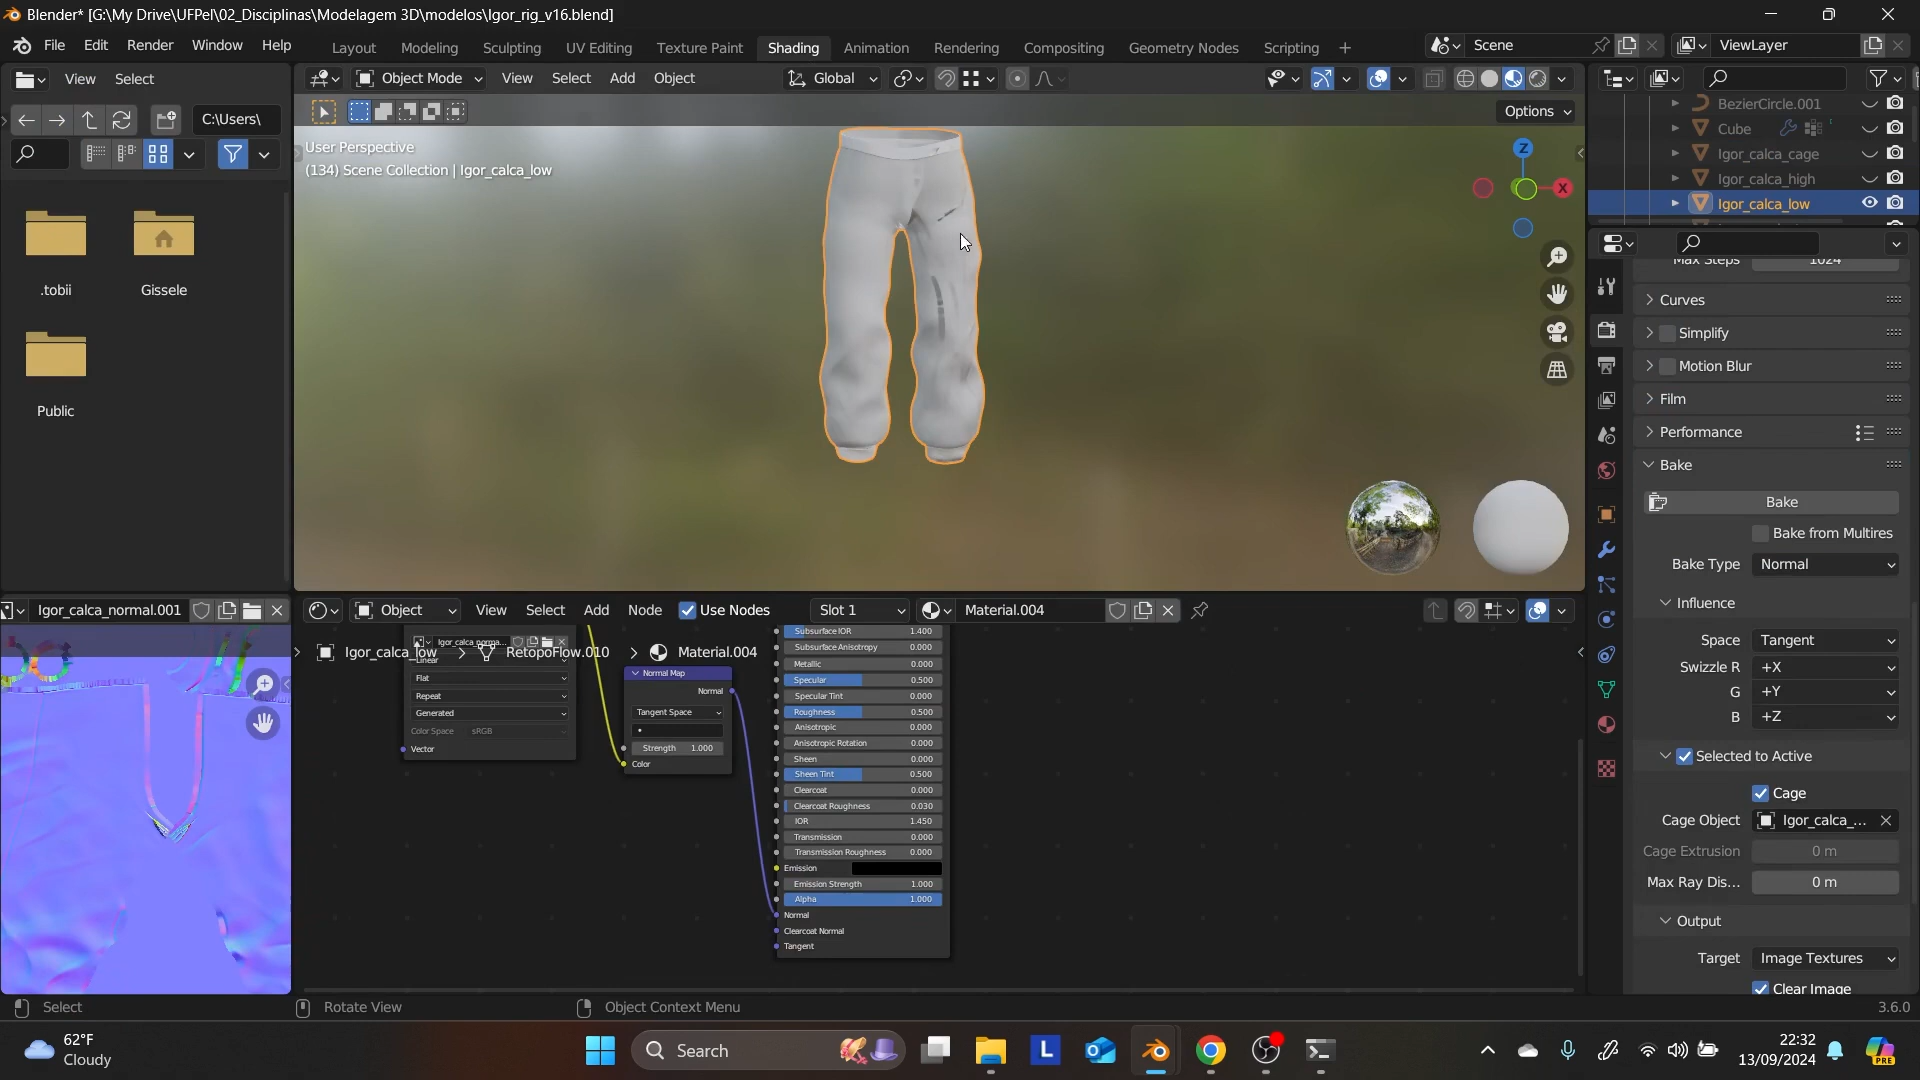 Blender* [G:\My Drive\UFPel\02_Disciplinas\Modelagem 3D\modelos\Igor_rig_v16.blend]
File Edit Render Window Help
Layout Modeling Sculpting UV Editing Texture Paint Shading Animation Rendering Compositing Geometry Nodes Scripting +
Scene
ViewLayer
View Select
C:\Users\
.tobii
Gissele
Public
Object Mode View Select Add Object
Global
Options
User Perspective
(134) Scene Collection | Igor_calca_low
Z
X
BezierCircle.001
Cube
Igor_calca_cage
Igor_calca_high
Igor_calca_low
Max Steps 1024
Curves
Simplify
Motion Blur
Film
Performance
Bake
Bake
Bake from Multires
Bake Type Normal
Influence
Space Tangent
Swizzle R +X
G +Y
B +Z
Selected to Active
Cage
Cage Object Igor_calca_...
Cage Extrusion 0 m
Max Ray Dis... 0 m
Output
Target Image Textures
Clear Image
Igor_calca_normal.001
Object View Select Add Node Use Nodes Slot 1 Material.004
Igor_calca_low > RetopoFlow.010 > Material.004
Igor_calca_norma...
Linear
Flat
Repeat
Generated
Color Space sRGB
Vector
Normal Map
Normal
Tangent Space
Strength 1.000
Color
Subsurface IOR 1.400
Subsurface Anisotropy 0.000
Metallic 0.000
Specular 0.500
Specular Tint 0.000
Roughness 0.500
Anisotropic 0.000
Anisotropic Rotation 0.000
Sheen 0.000
Sheen Tint 0.500
Clearcoat 0.000
Clearcoat Roughness 0.030
IOR 1.450
Transmission 0.000
Transmission Roughness 0.000
Emission
Emission Strength 1.000
Alpha 1.000
Normal
Clearcoat Normal
Tangent
Select
Rotate View
Object Context Menu
3.6.0
62°F
Cloudy
Search
L
22:32
13/09/2024
PRE